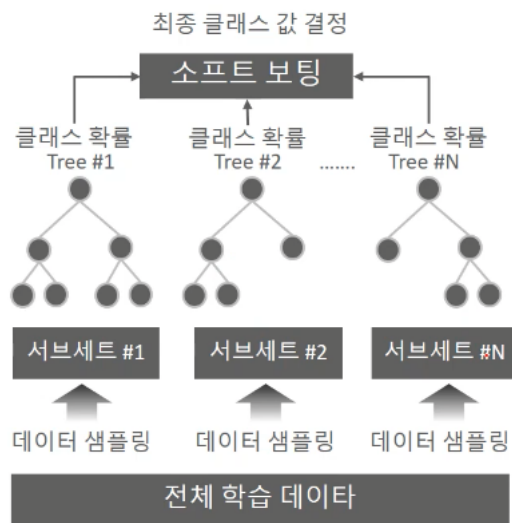 최종 클래스 값 결정
소프트 보팅
클래스 확률 클래스 확률 클래스 확률
Tree #1 Tree #2 ....... Tree #N
서브세트 #1 서브세트 #2 서브세트 #N
데이터 샘플링 데이터 샘플링 데이터 샘플링
전체 학습 데이타